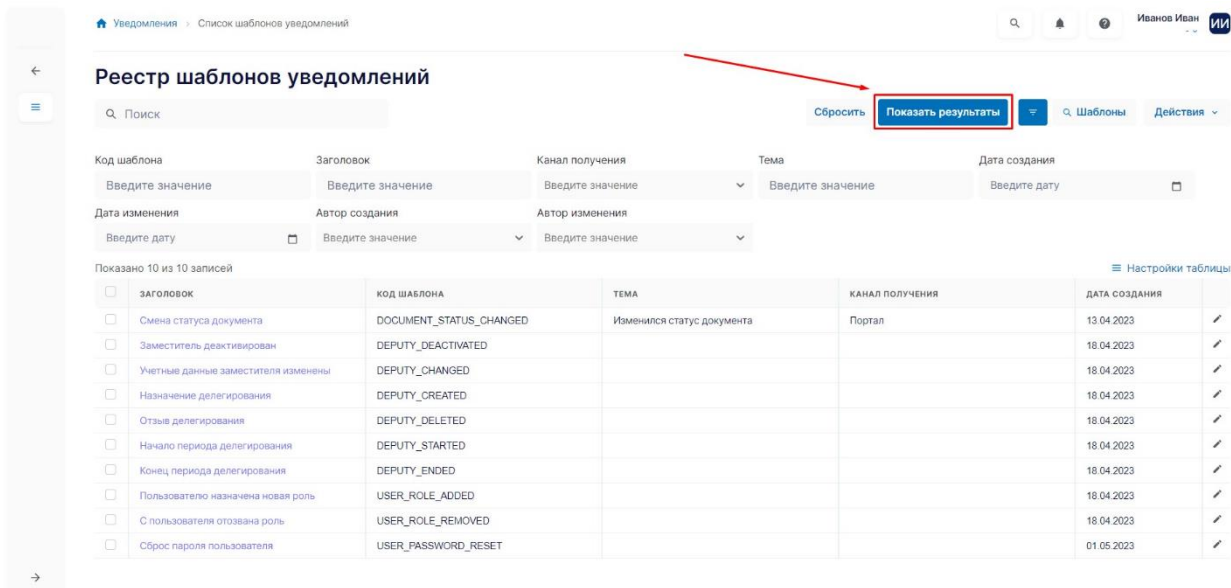 Уведомления › Список шаблонов уведомлений
Иванов Иван
ИИ
Реестр шаблонов уведомлений
Поиск
Сбросить
Показать результаты
Шаблоны
Действия
Код шаблона Заголовок Канал получения Тема Дата создания
Введите значение Введите значение Введите значение Введите значение Введите дату
Дата изменения Автор создания Автор изменения
Введите дату Введите значение Введите значение
Показано 10 из 10 записей
Настройки таблицы
ЗАГОЛОВОК КОД ШАБЛОНА ТЕМА КАНАЛ ПОЛУЧЕНИЯ ДАТА СОЗДАНИЯ
Смена статуса документа DOCUMENT_STATUS_CHANGED Изменился статус документа Портал 13.04.2023
Заместитель деактивирован DEPUTY_DEACTIVATED 18.04.2023
Учетные данные заместителя изменены DEPUTY_CHANGED 18.04.2023
Назначение делегирования DEPUTY_CREATED 18.04.2023
Отзыв делегирования DEPUTY_DELETED 18.04.2023
Начало периода делегирования DEPUTY_STARTED 18.04.2023
Конец периода делегирования DEPUTY_ENDED 18.04.2023
Пользователю назначена новая роль USER_ROLE_ADDED 18.04.2023
С пользователя отозвана роль USER_ROLE_REMOVED 18.04.2023
Сброс пароля пользователя USER_PASSWORD_RESET 01.05.2023